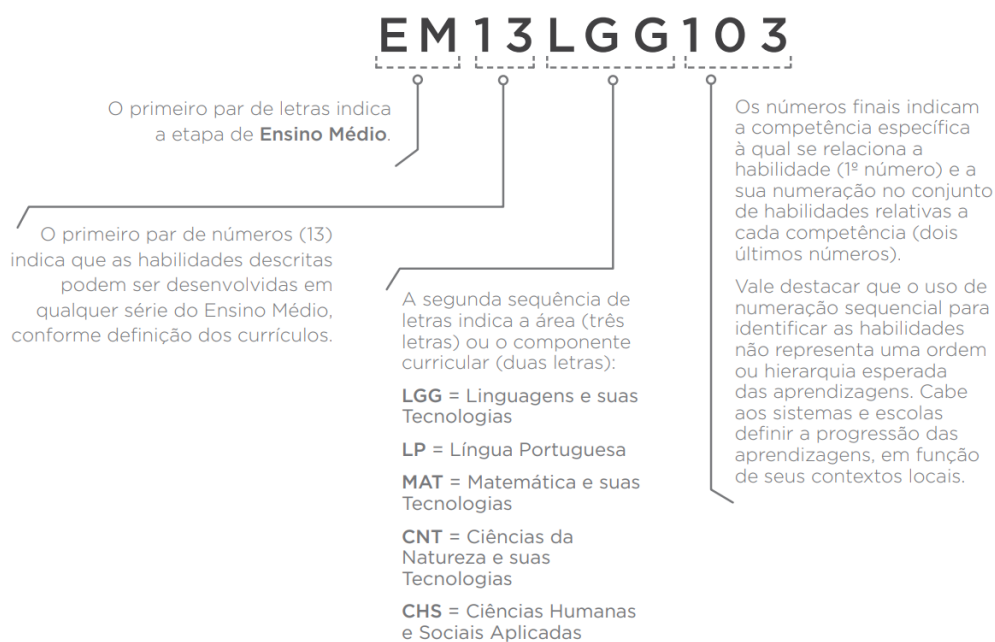 EM13LGG103
O primeiro par de letras indica
a etapa de Ensino Médio.
O primeiro par de números (13)
indica que as habilidades descritas
podem ser desenvolvidas em
qualquer série do Ensino Médio,
conforme definição dos currículos.
A segunda sequência de
letras indica a área (três
letras) ou o componente
curricular (duas letras):
LGG = Linguagens e suas
Tecnologias
LP = Língua Portuguesa
MAT = Matemática e suas
Tecnologias
CNT = Ciências da
Natureza e suas
Tecnologias
CHS = Ciências Humanas
e Sociais Aplicadas
Os números finais indicam
a competência específica
à qual se relaciona a
habilidade (1º número) e a
sua numeração no conjunto
de habilidades relativas a
cada competência (dois
últimos números).
Vale destacar que o uso de
numeração sequencial para
identificar as habilidades
não representa uma ordem
ou hierarquia esperada
das aprendizagens. Cabe
aos sistemas e escolas
definir a progressão das
aprendizagens, em função
de seus contextos locais.